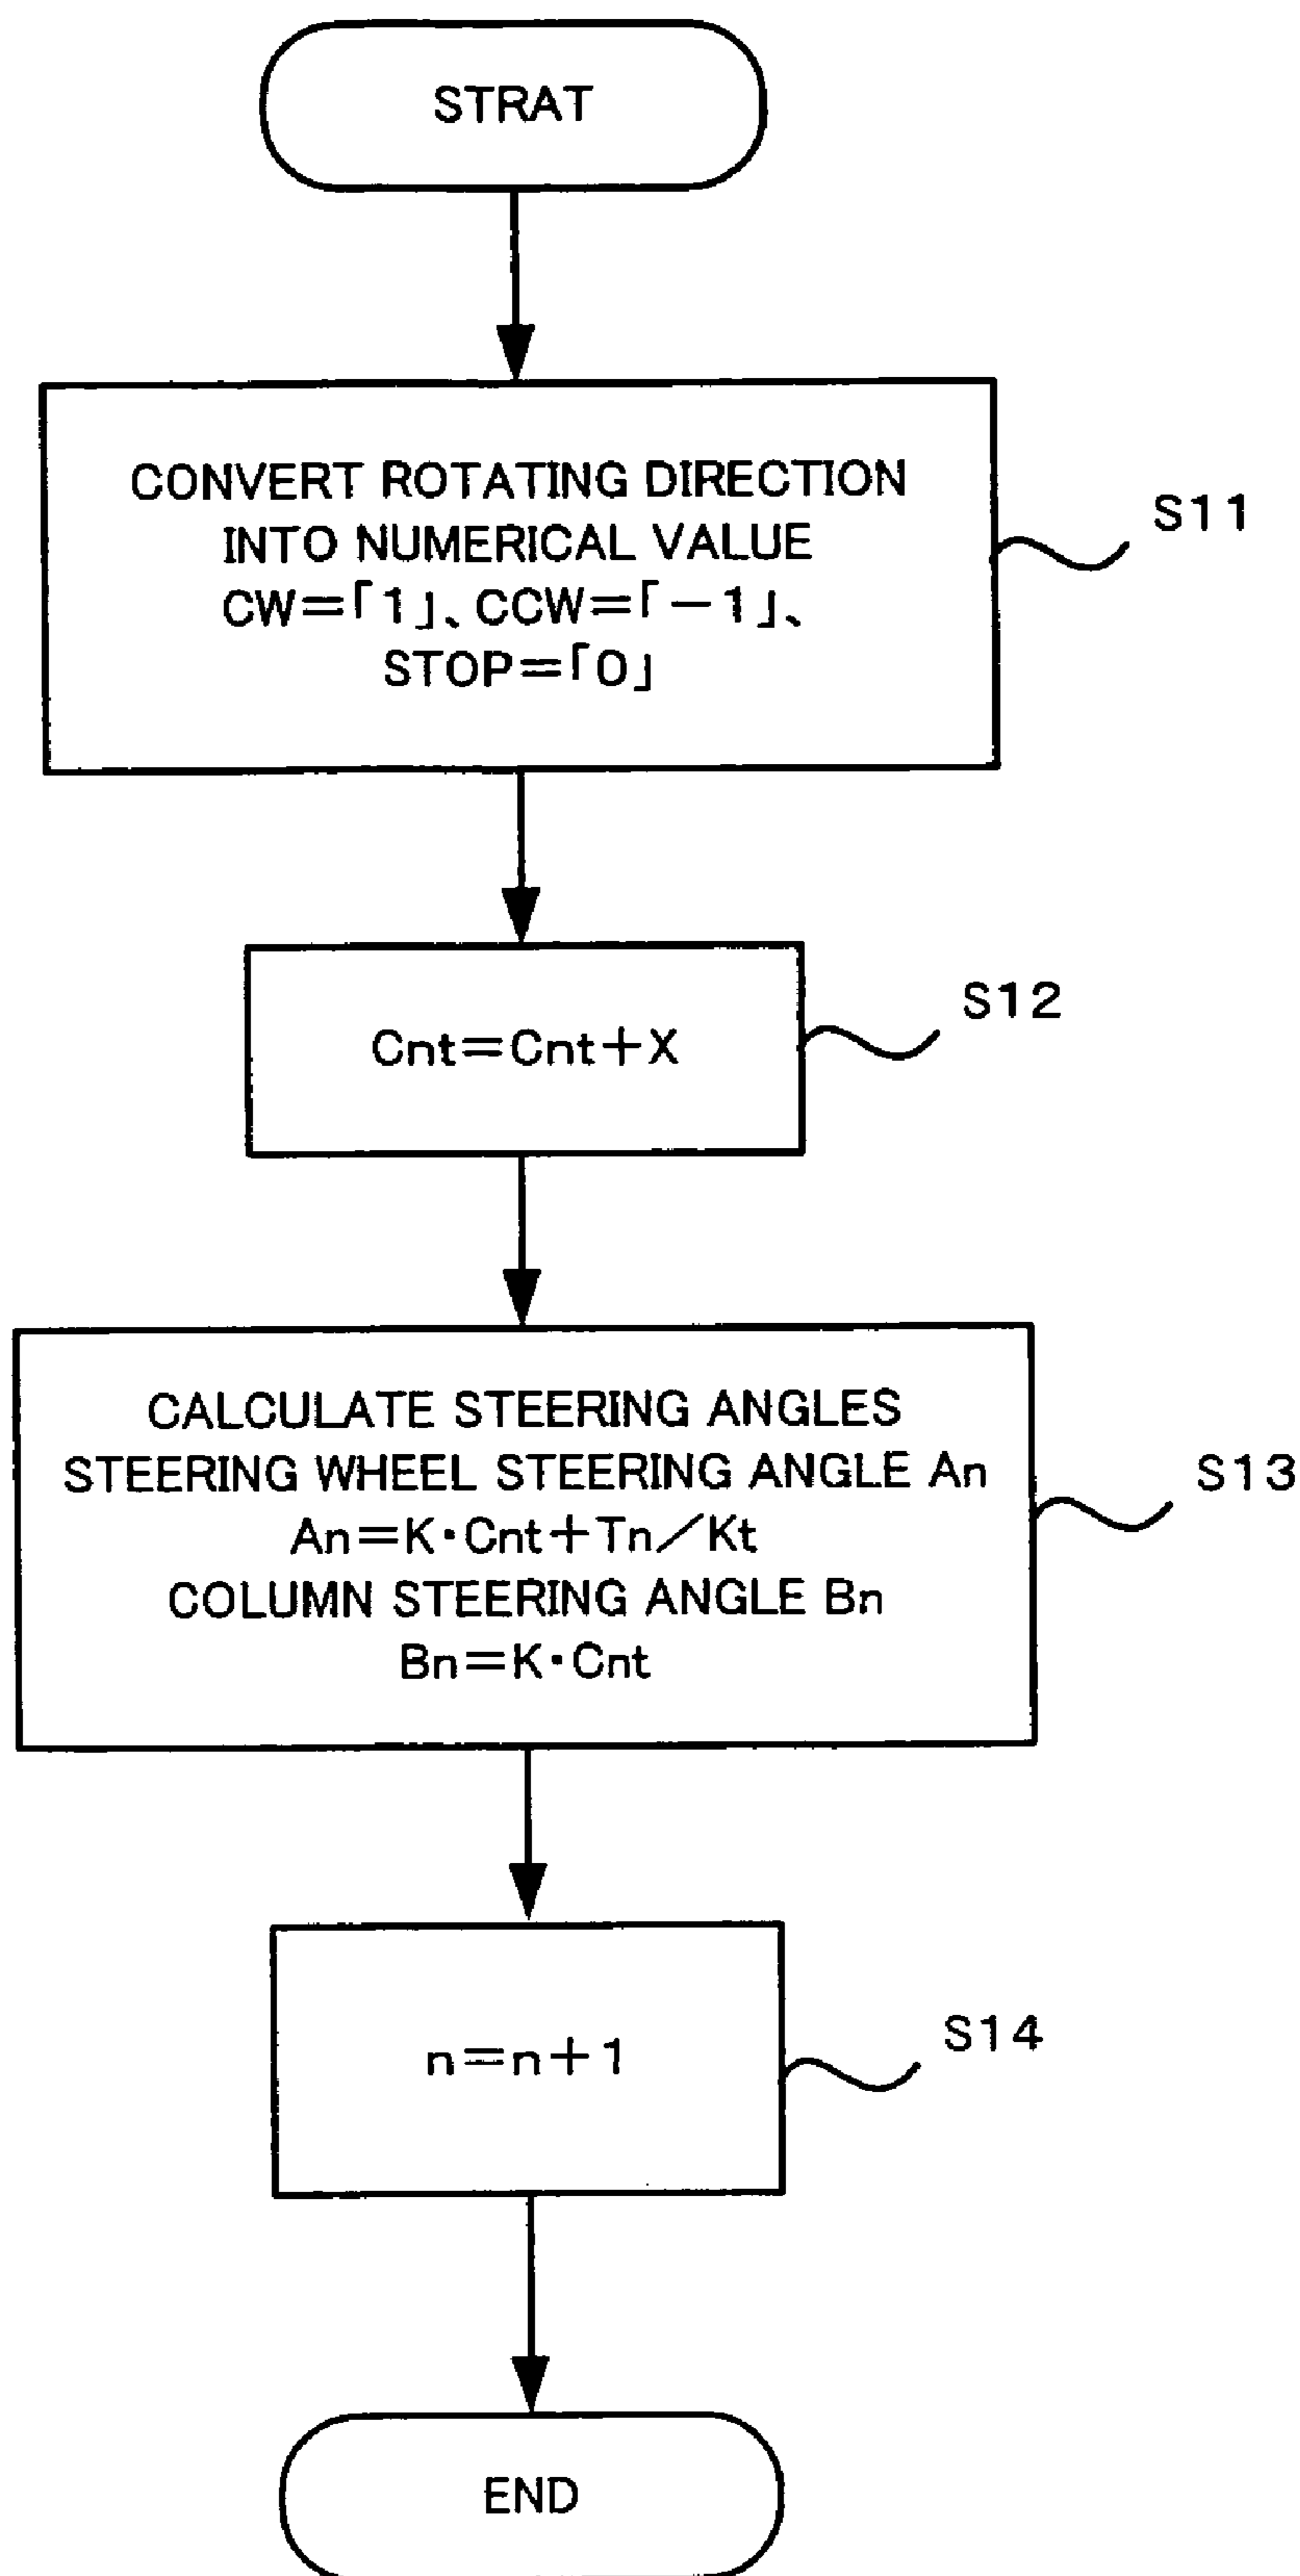 STRAT
CONVERT ROTATING DIRECTION
INTO NUMERICAL VALUE
CW=「1」、CCW=「-1」、
STOP=「0」
S11
Cnt=Cnt+X
S12
CALCULATE STEERING ANGLES
STEERING WHEEL STEERING ANGLE An
An=K・Cnt+Tn／Kt
COLUMN STEERING ANGLE Bn
Bn=K・Cnt
S13
n=n+1
S14
END